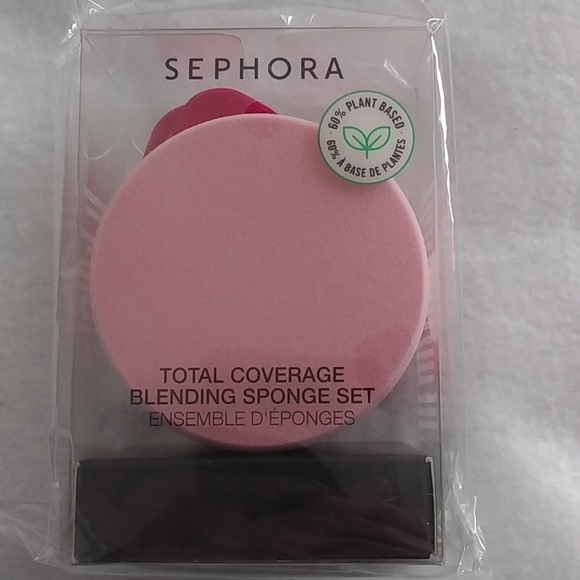 SEPHORA
60% PLANT BASED
60% À BASE DE PLANTES
TOTAL COVERAGE
BLENDING SPONGE SET
ENSEMBLE D'ÉPONGES